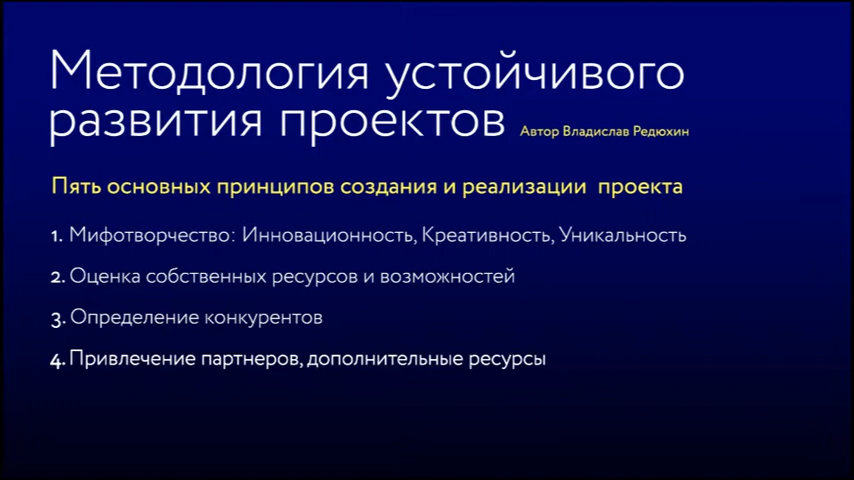 Методология устойчивого
развития проектов Автор Владислав Редюхин
Пять основных принципов создания и реализации проекта
1. Мифотворчество: Инновационность, Креативность, Уникальность
2. Оценка собственных ресурсов и возможностей
3. Определение конкурентов
4. Привлечение партнеров, дополнительные ресурсы